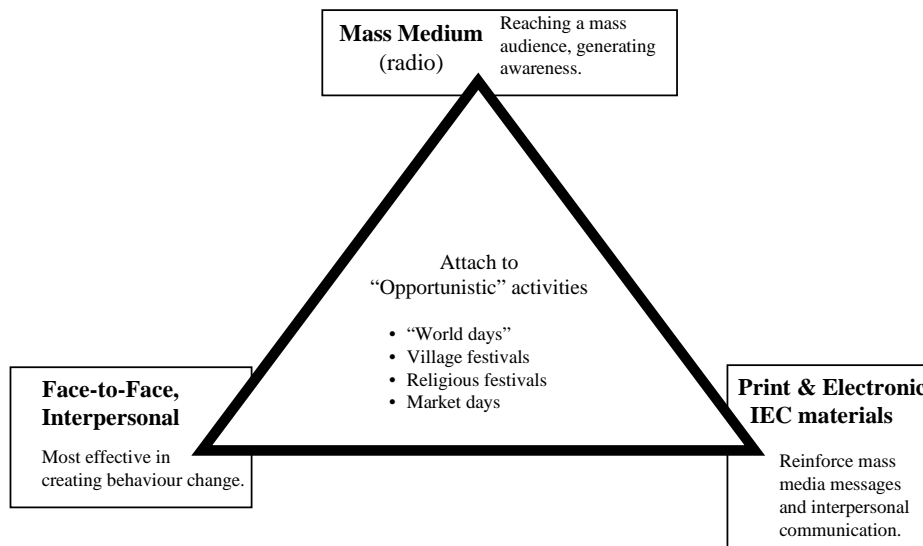 Mass Medium
(radio)
Reaching a mass
audience, generating
awareness.
Attach to
“Opportunistic” activities
• “World days”
• Village festivals
• Religious festivals
• Market days
Face-to-Face,
Interpersonal
Most effective in
creating behaviour change.
Print & Electronic
IEC materials
Reinforce mass
media messages
and interpersonal
communication.